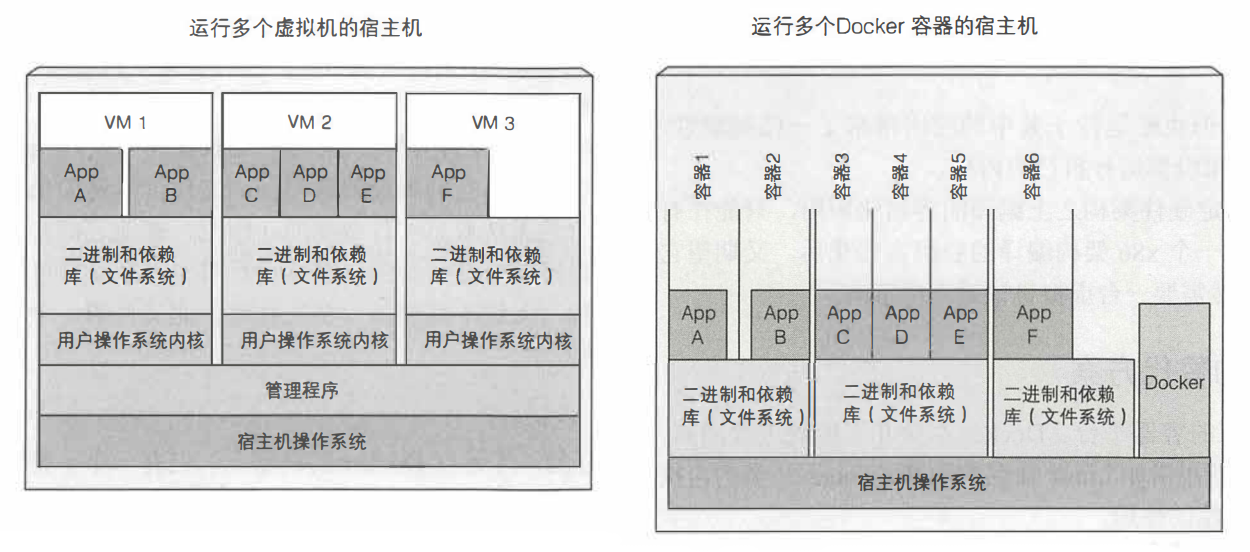 运行多个虚拟机的宿主机
VM 1
VM 2
VM 3
App
A
App
B
App
C
App
D
App
E
App
F
二进制和依赖
库(文件系统)
二进制和依赖
库(文件系统)
二进制和依赖
库(文件系统)
用户操作系统内核
用户操作系统内核
用户操作系统内核
管理程序
宿主机操作系统
运行多个Docker 容器的宿主机
容器1
容器2
容器3
容器4
容器5
容器6
App
A
App
B
App
C
App
D
App
E
App
F
二进制和依赖
库(文件系统)
二进制和依赖
库(文件系统)
二进制和依赖
库(文件系统)
Docker
宿主机操作系统